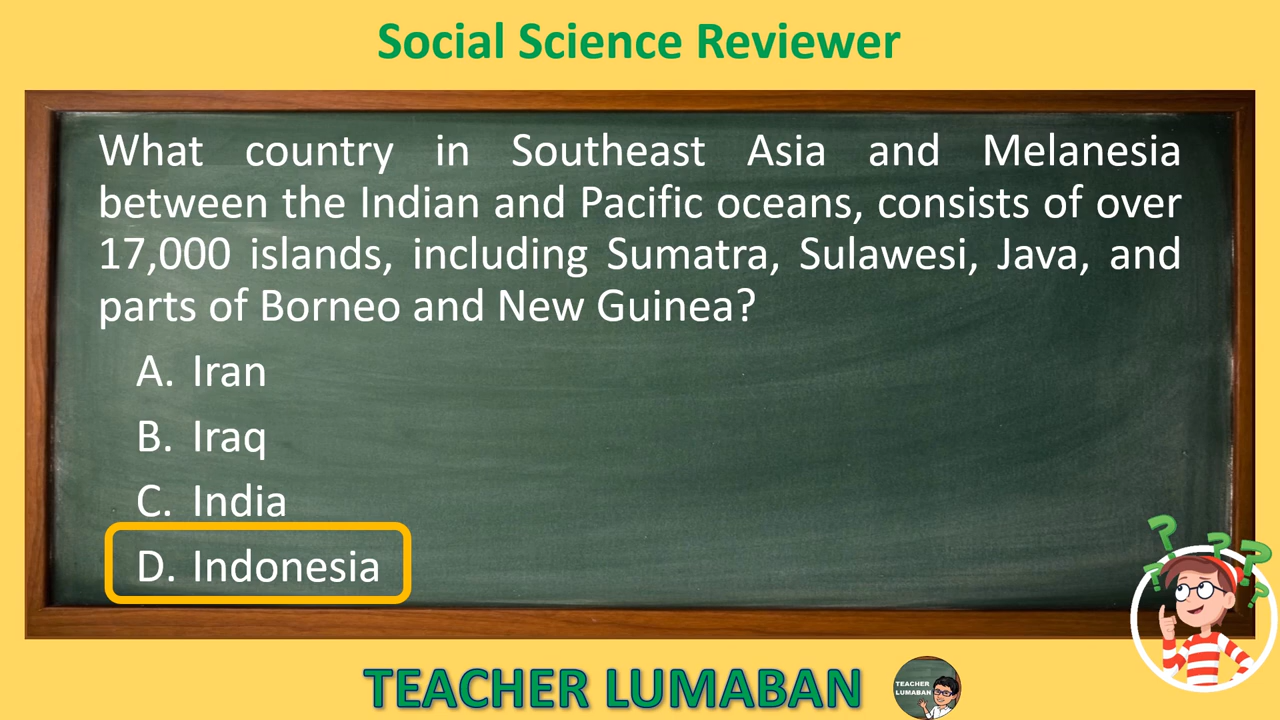 Social Science Reviewer
What country in Southeast Asia and Melanesia
between the Indian and Pacific oceans, consists of over
17,000 islands, including Sumatra, Sulawesi, Java, and
parts of Borneo and New Guinea?
A. Iran
B. Iraq
C. India
D. Indonesia
? ? ? ? ?
TEACHER LUMABAN
TEACHER
LUMABAN